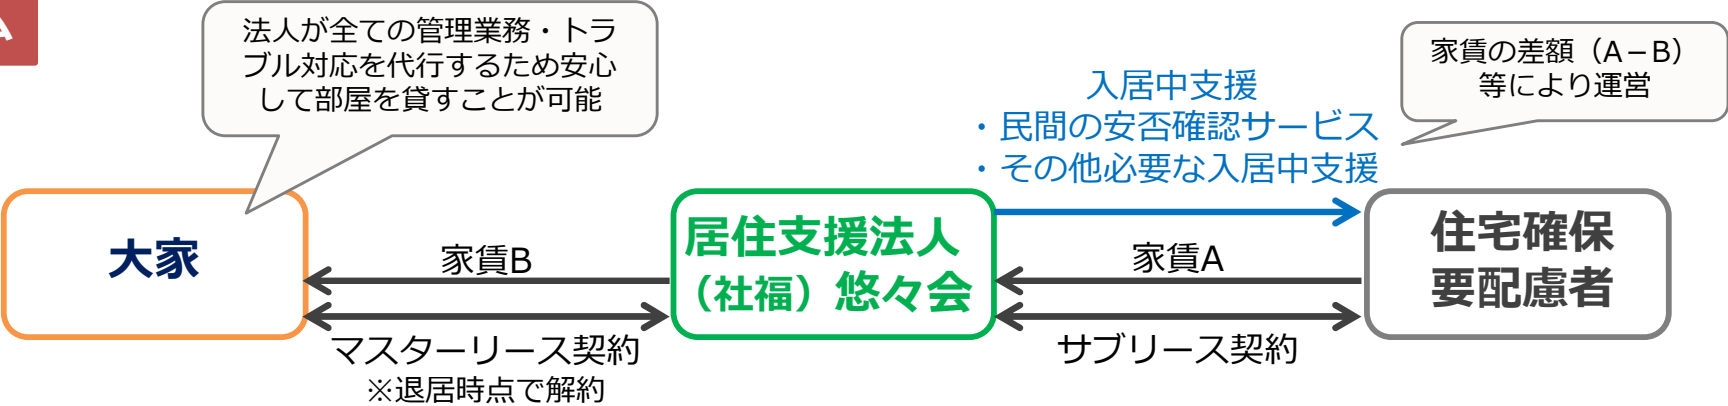 A
法人が全ての管理業務・トラ
ブル対応を代行するため安心
して部屋を貸すことが可能
家賃の差額（A－B）
等により運営
入居中支援
・民間の安否確認サービス
・その他必要な入居中支援
大家
家賃B
居住支援法人
（社福）悠々会
家賃A
住宅確保
要配慮者
マスターリース契約
※退居時点で解約
サブリース契約